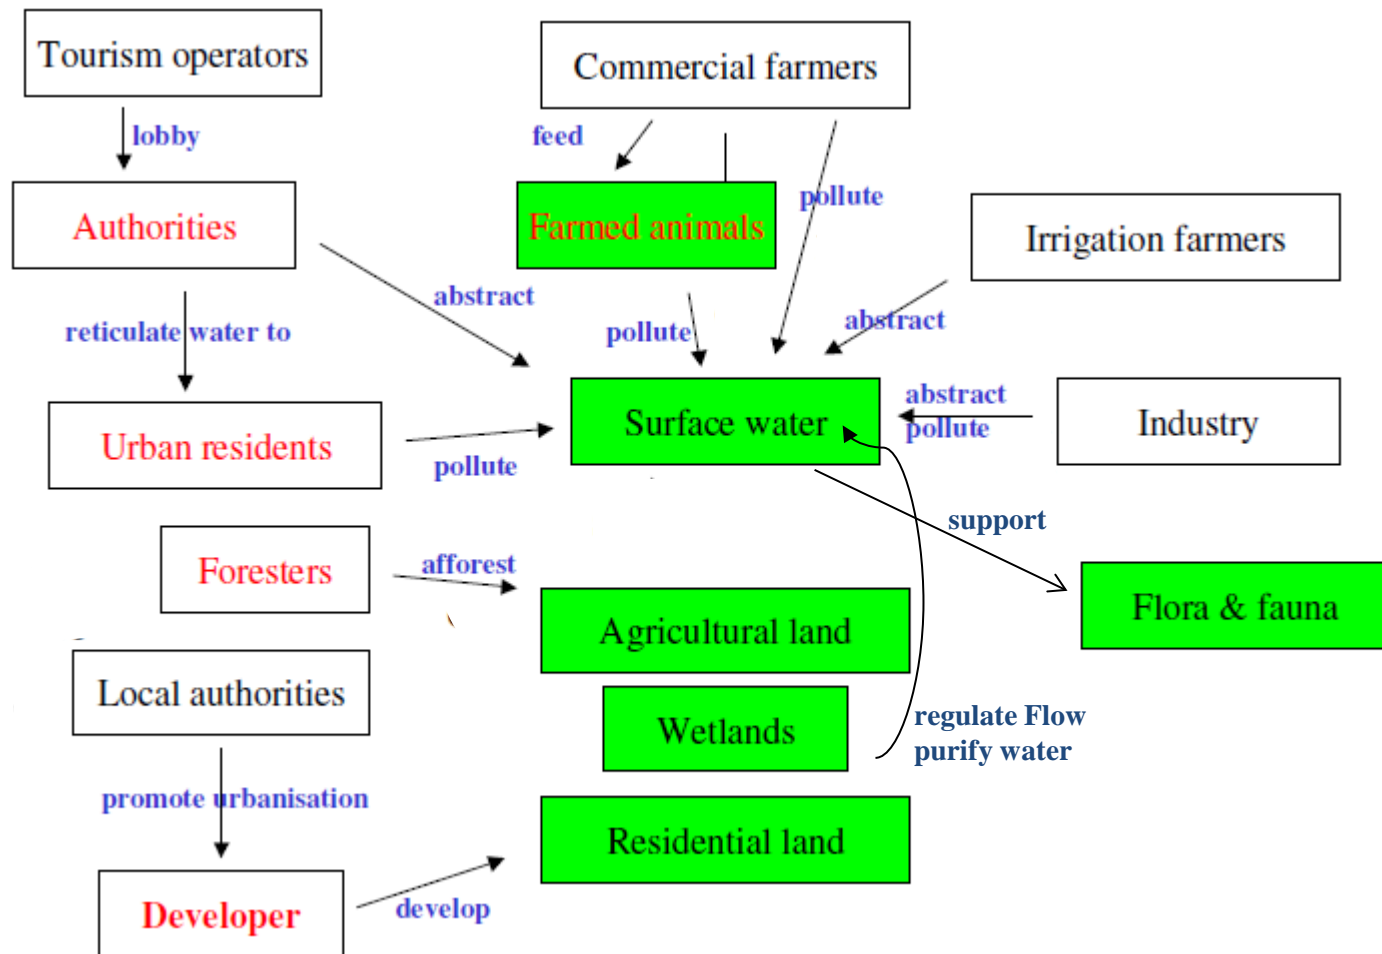 Tourism operators
Commercial farmers
lobby
feed
Authorities
Farmed animals
pollute
Irrigation farmers
abstract
reticulate water to
pollute
abstract
Surface water
abstract
pollute
Industry
Urban residents
pollute
support
Foresters
afforest
Agricultural land
Flora & fauna
Local authorities
Wetlands
regulate Flow
purify water
promote urbanisation
Residential land
Developer
develop